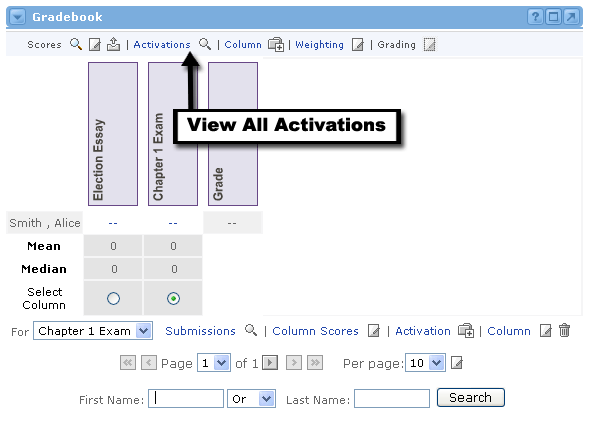 Gradebook
Scores | Activations | Column | Weighting | Grading
View All Activations
Election Essay
Chapter 1 Exam
Grade
Smith , Alice -- -- --
Mean 0 0
Median 0 0
Select
Column
For Chapter 1 Exam Submissions | Column Scores | Activation | Column
Page 1 of 1 Per page: 10
First Name: Or Last Name: Search